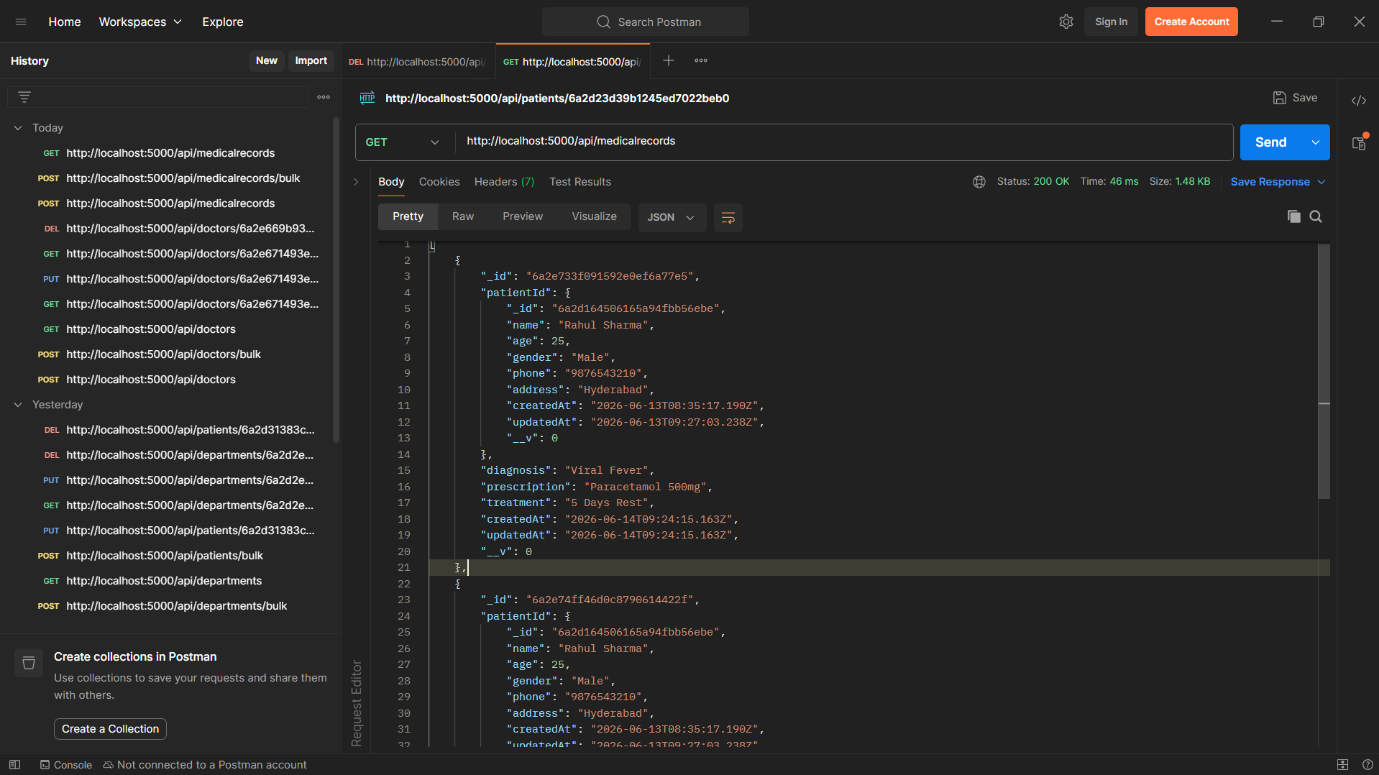 Home Workspaces Explore
Search Postman
Sign In Create Account
History New Import
DEL http://localhost:5000/api/
GET http://localhost:5000/api/
HTTP http://localhost:5000/api/patients/6a2d23d39b1245ed7022beb0
Save
Today
GET http://localhost:5000/api/medicalrecords
POST http://localhost:5000/api/medicalrecords/bulk
POST http://localhost:5000/api/medicalrecords
DEL http://localhost:5000/api/doctors/6a2e669b93...
GET http://localhost:5000/api/doctors/6a2e671493e...
PUT http://localhost:5000/api/doctors/6a2e671493e...
GET http://localhost:5000/api/doctors/6a2e671493e...
GET http://localhost:5000/api/doctors
POST http://localhost:5000/api/doctors/bulk
POST http://localhost:5000/api/doctors
Yesterday
DEL http://localhost:5000/api/patients/6a2d31383c...
DEL http://localhost:5000/api/departments/6a2d2e...
PUT http://localhost:5000/api/departments/6a2d2e...
GET http://localhost:5000/api/departments/6a2d2e...
PUT http://localhost:5000/api/patients/6a2d31383c...
POST http://localhost:5000/api/patients/bulk
GET http://localhost:5000/api/departments
POST http://localhost:5000/api/departments/bulk
Create collections in Postman
Use collections to save your requests and share them
with others.
Create a Collection
GET http://localhost:5000/api/medicalrecords
Send
Body Cookies Headers (7) Test Results
Status: 200 OK Time: 46 ms Size: 1.48 KB Save Response
Pretty Raw Preview Visualize JSON
1 [
2 {
3 "_id": "6a2e733f091592e0ef6a77e5",
4 "patientId": {
5 "_id": "6a2d164506165a94fbb56ebe",
6 "name": "Rahul Sharma",
7 "age": 25,
8 "gender": "Male",
9 "phone": "9876543210",
10 "address": "Hyderabad",
11 "createdAt": "2026-06-13T08:35:17.190Z",
12 "updatedAt": "2026-06-13T09:27:03.238Z",
13 "__v": 0
14 },
15 "diagnosis": "Viral Fever",
16 "prescription": "Paracetamol 500mg",
17 "treatment": "5 Days Rest",
18 "createdAt": "2026-06-14T09:24:15.163Z",
19 "updatedAt": "2026-06-14T09:24:15.163Z",
20 "__v": 0
21 },
22 {
23 "_id": "6a2e74ff46d0c8790614422f",
24 "patientId": {
25 "_id": "6a2d164506165a94fbb56ebe",
26 "name": "Rahul Sharma",
27 "age": 25,
28 "gender": "Male",
29 "phone": "9876543210",
30 "address": "Hyderabad",
31 "createdAt": "2026-06-13T08:35:17.190Z",
32 "updatedAt": "2026-06-13T09:27:03.238Z"
Request Editor
Console Not connected to a Postman account